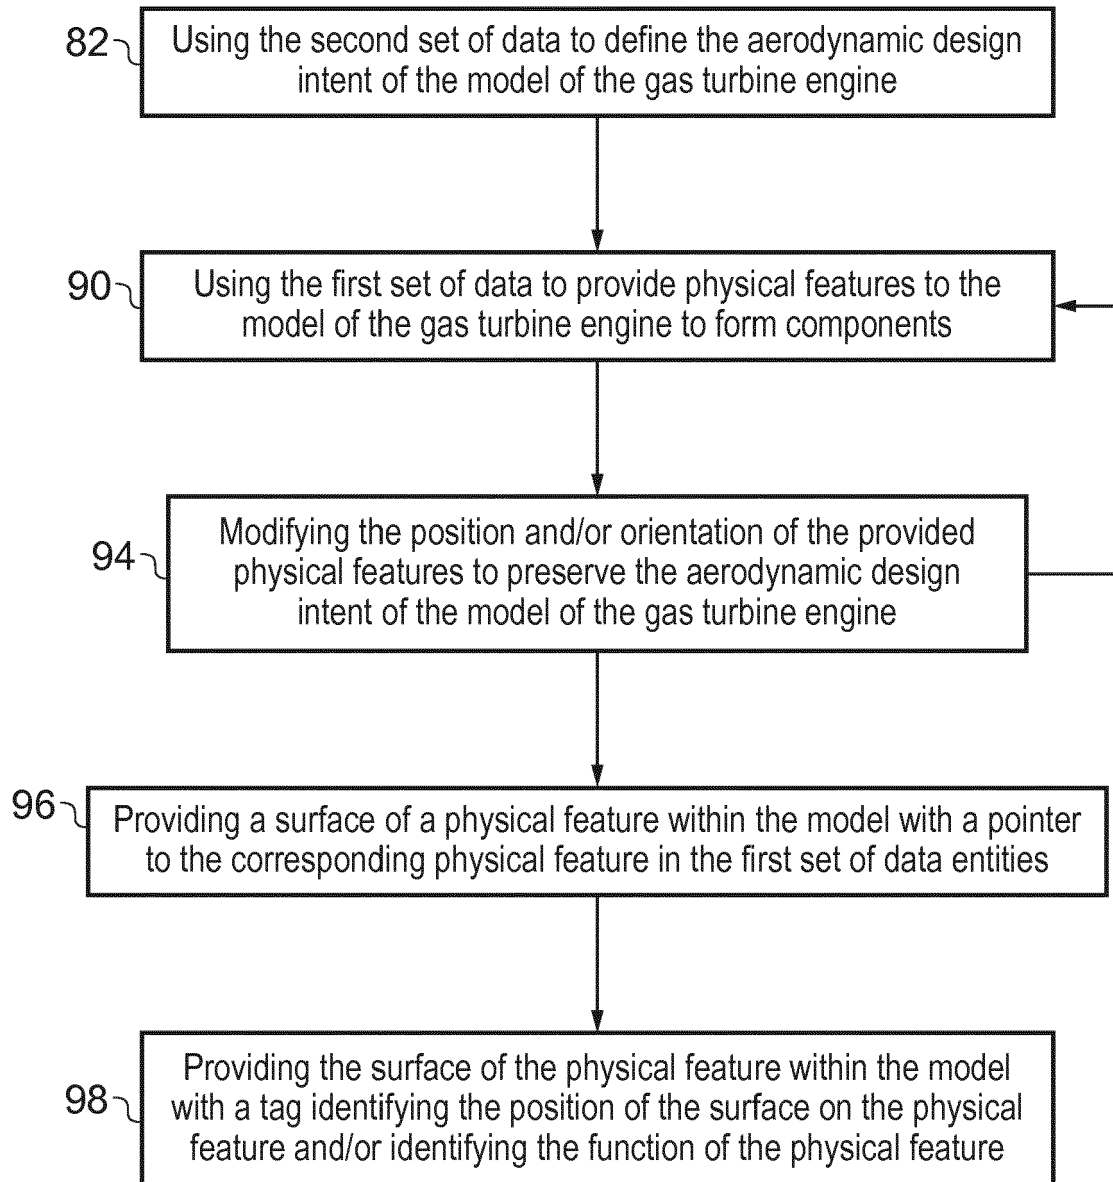 82
Using the second set of data to define the aerodynamic design
intent of the model of the gas turbine engine
90
Using the first set of data to provide physical features to the
model of the gas turbine engine to form components
94
Modifying the position and/or orientation of the provided
physical features to preserve the aerodynamic design
intent of the model of the gas turbine engine
96
Providing a surface of a physical feature within the model with a pointer
to the corresponding physical feature in the first set of data entities
98
Providing the surface of the physical feature within the model
with a tag identifying the position of the surface on the physical
feature and/or identifying the function of the physical feature